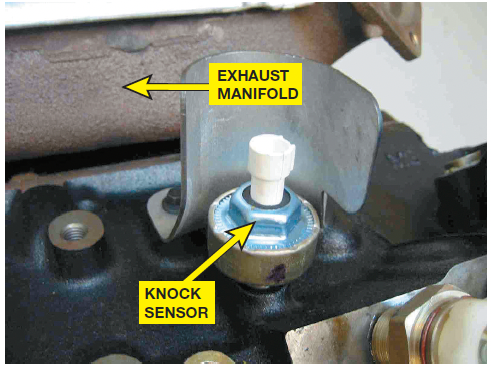 EXHAUST
MANIFOLD
KNOCK
SENSOR